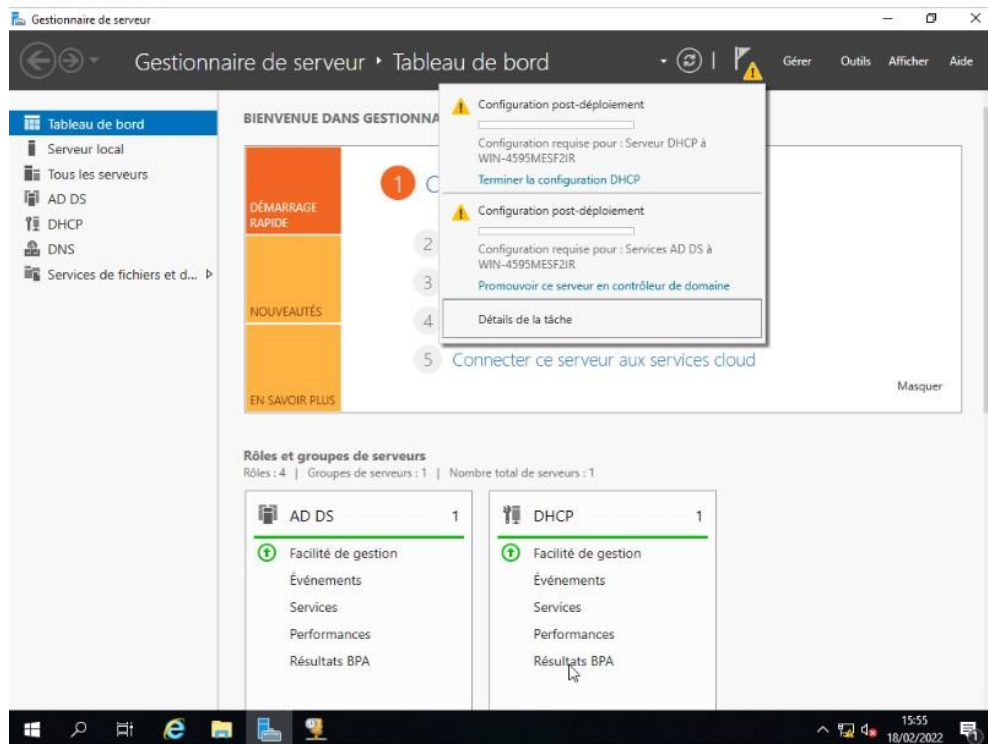 Gestionnaire de serveur
Gestionnaire de serveur • Tableau de bord
Gérer Outils Afficher Aide
Tableau de bord
Serveur local
Tous les serveurs
AD DS
DHCP
DNS
Services de fichiers et d...
BIENVENUE DANS GESTIONNA
DÉMARRAGE
RAPIDE
NOUVEAUTÉS
EN SAVOIR PLUS
1
2
3
4
5 Connecter ce serveur aux services cloud
Masquer
Configuration post-déploiement
Configuration requise pour : Serveur DHCP à
WIN-4595MESF2IR
Terminer la configuration DHCP
Configuration post-déploiement
Configuration requise pour : Services AD DS à
WIN-4595MESF2IR
Promouvoir ce serveur en contrôleur de domaine
Détails de la tâche
Rôles et groupes de serveurs
Rôles : 4 | Groupes de serveurs : 1 | Nombre total de serveurs : 1
AD DS 1
Facilité de gestion
Événements
Services
Performances
Résultats BPA
DHCP 1
Facilité de gestion
Événements
Services
Performances
Résultats BPA
15:55
18/02/2022